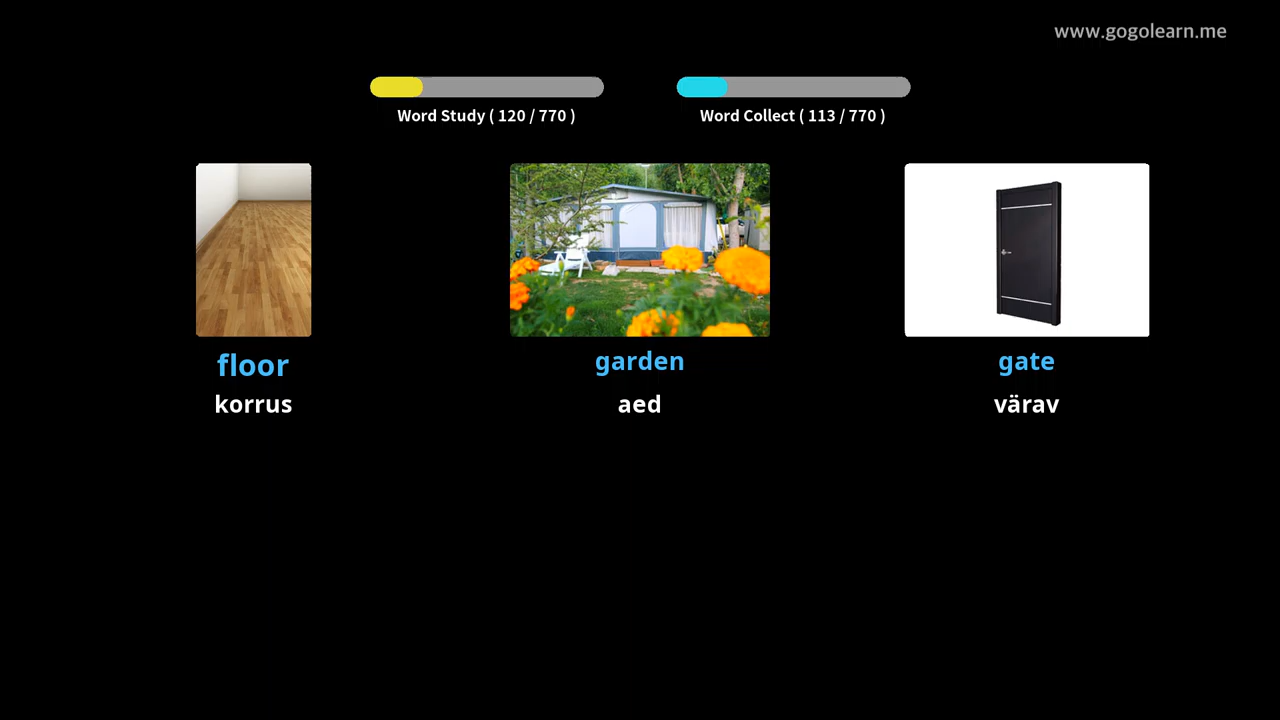 www.gogolearn.me
Word Study ( 120 / 770 )
Word Collect ( 113 / 770 )
floor
garden
gate
korrus
aed
värav